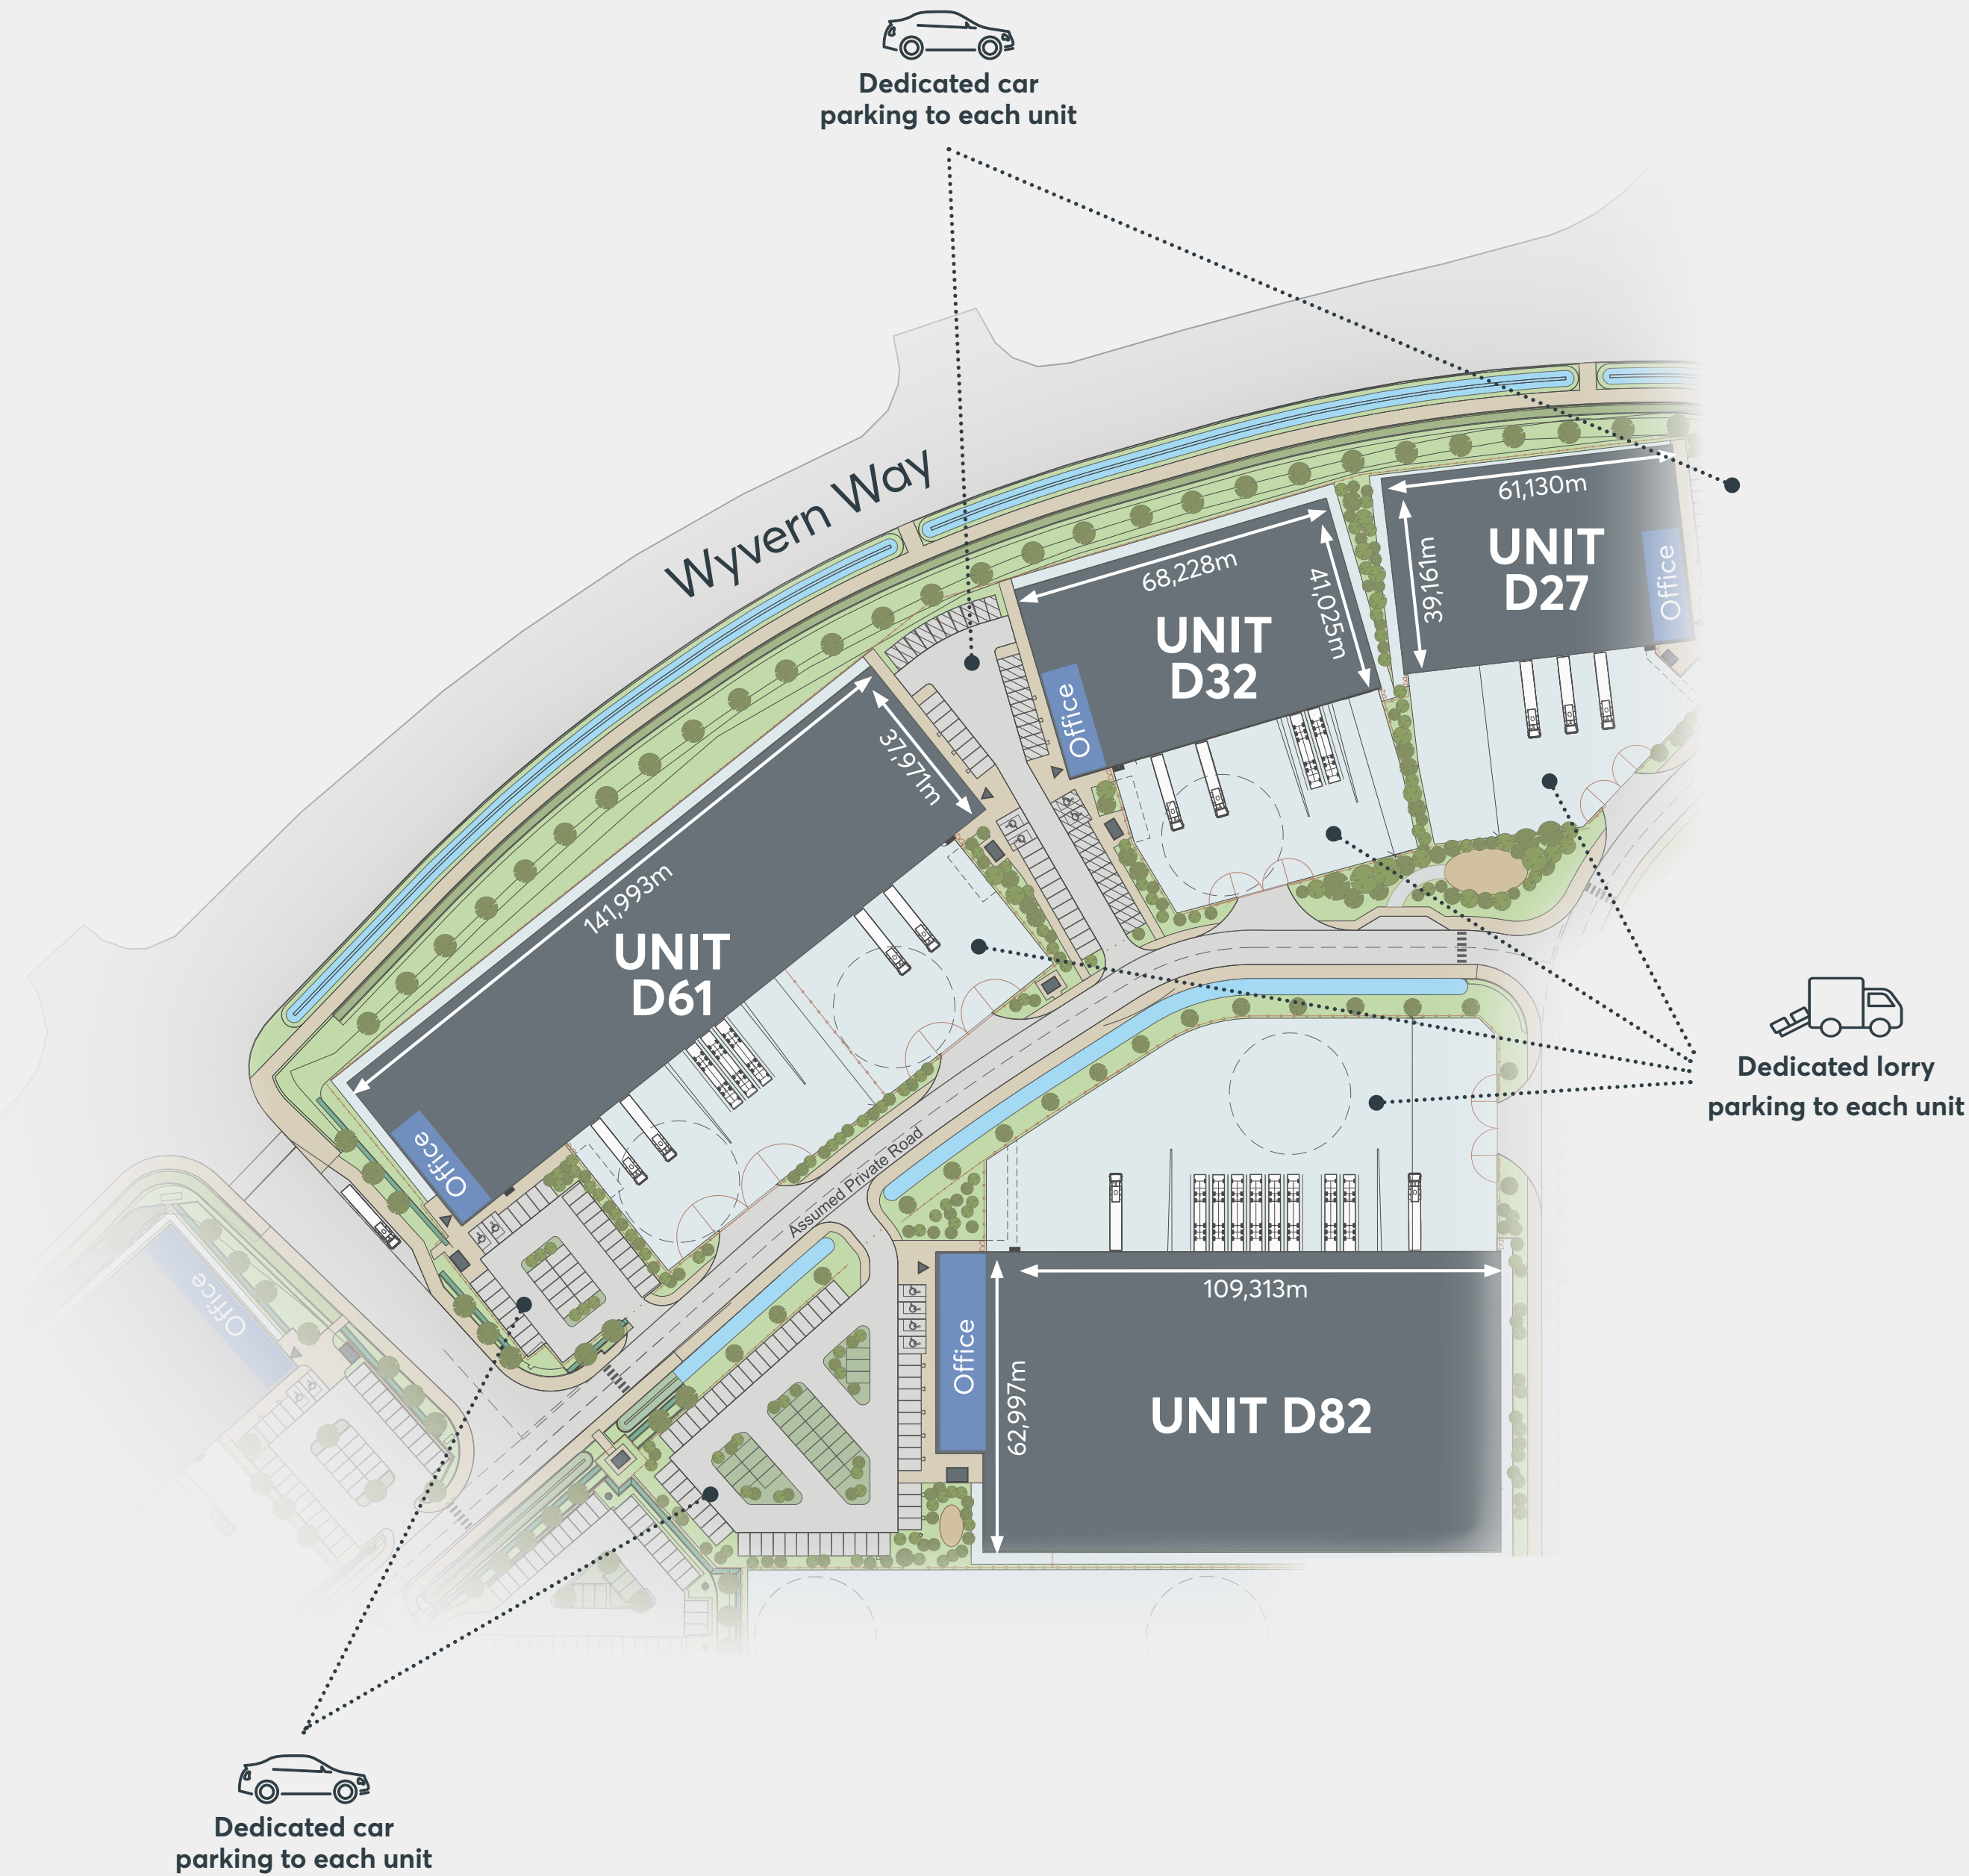 Dedicated car
parking to each unit
Wyvern Way
61,130m
UNIT
D27
39,161m
Office
68,228m
41,025m
UNIT
D32
Office
37,971m
141,993m
UNIT
D61
Office
Assumed Private Road
Dedicated lorry
parking to each unit
Office
109,313m
Office
62,997m
UNIT D82
Dedicated car
parking to each unit